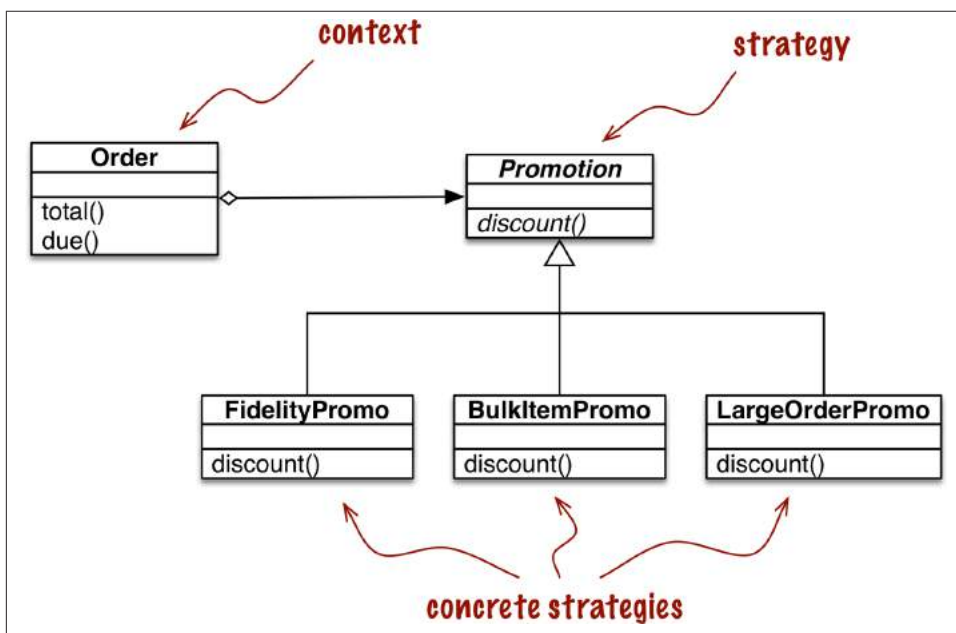 context
strategy
Order
total()
due()
Promotion
discount()
FidelityPromo
discount()
BulkItemPromo
discount()
LargeOrderPromo
discount()
concrete strategies